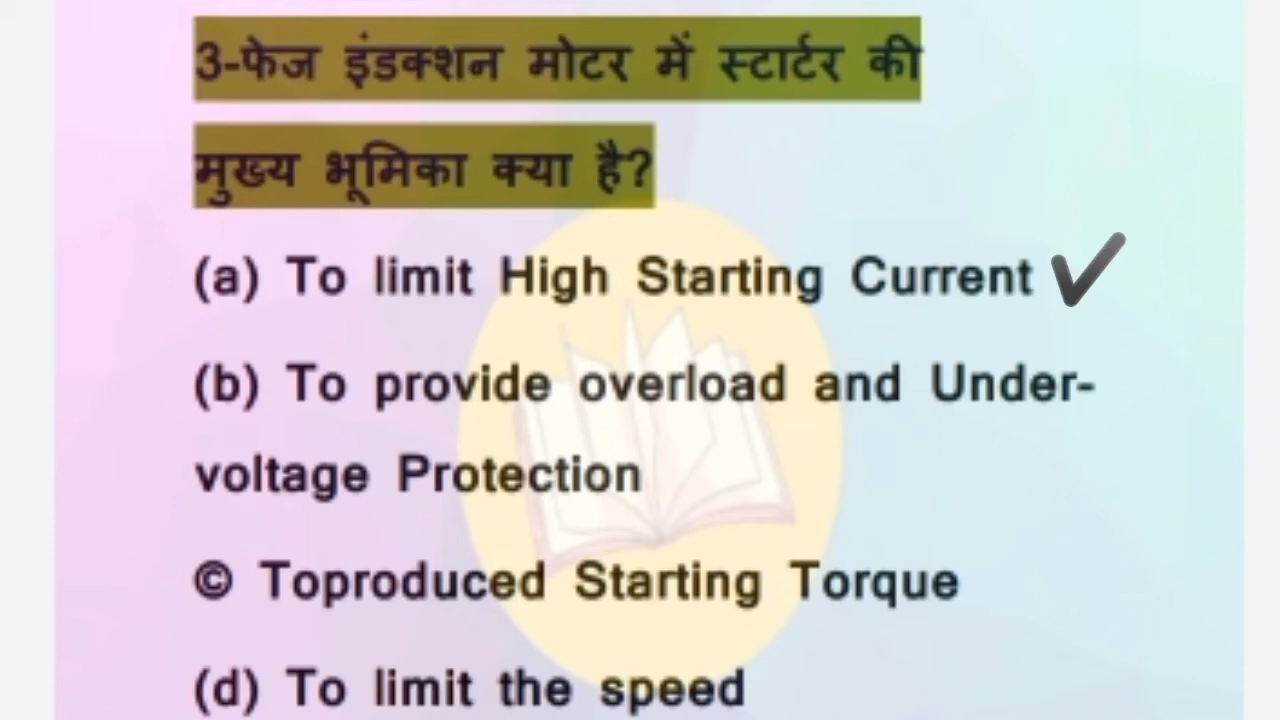 3-फेज इंडक्शन मोटर में स्टार्टर की
मुख्य भूमिका क्या है?
(a) To limit High Starting Current ✔
(b) To provide overload and Under-
voltage Protection
© Toproduced Starting Torque
(d) To limit the speed